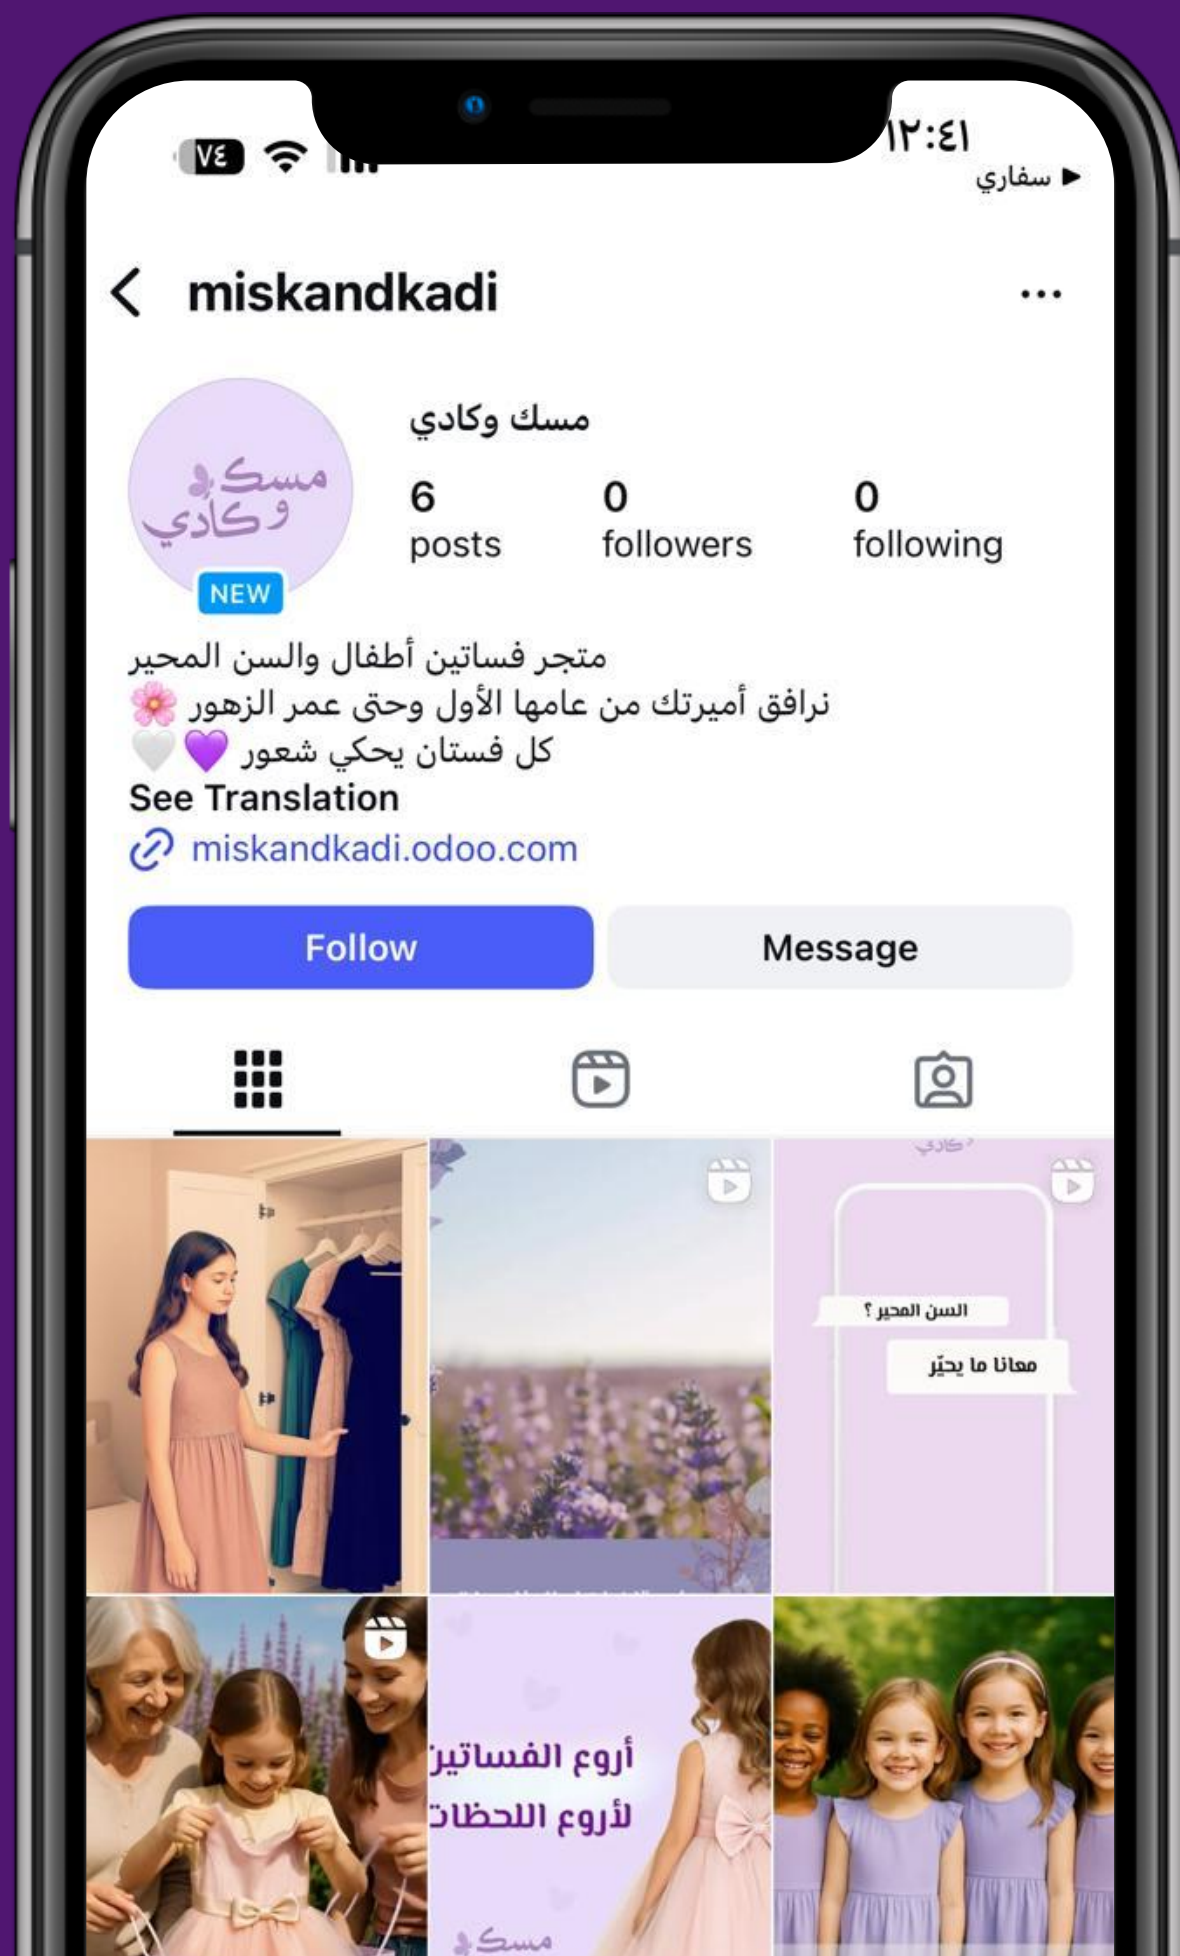 ٧٤
١٢:٤١
سفاري
miskandkadi
مسك
وكادي
NEW
مسك وكادي
6 0 0
posts followers following
متجر فساتين أطفال والسن المحير
نرافق أميرتك من عامها الأول وحتى عمر الزهور 🌸
كل فستان يحكي شعور 💜🤍
See Translation
miskandkadi.odoo.com
Follow Message
وكادي
السن المحير ؟
معانا ما يحيّر
أروع الفساتين
لأروع اللحظات
مسك